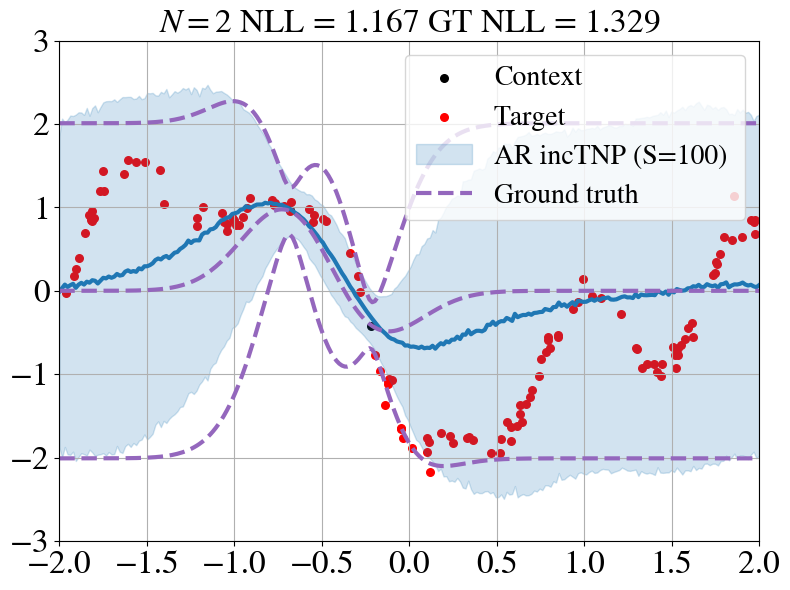 N = 2 NLL = 1.167 GT NLL = 1.329
3
2
1
0
−1
−2
−3
Context
Target
AR incTNP (S=100)
Ground truth
−2.0 −1.5 −1.0 −0.5 0.0 0.5 1.0 1.5 2.0